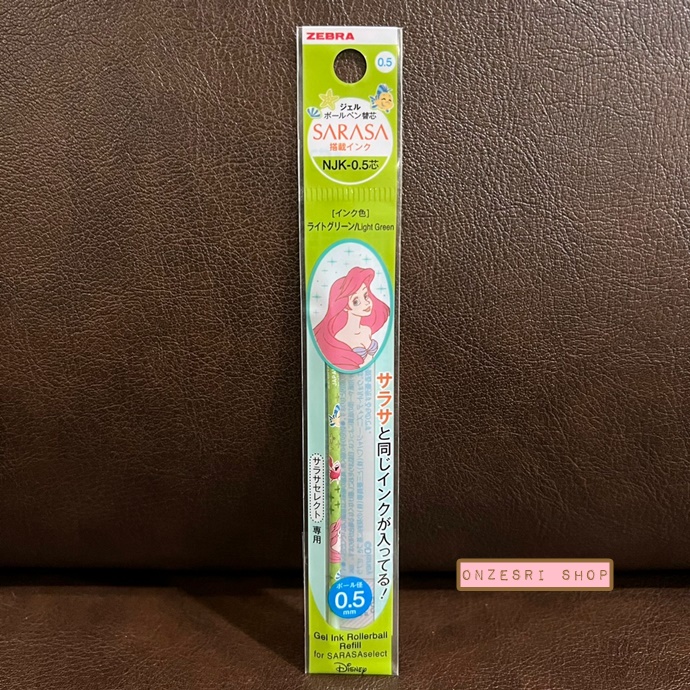 ZEBRA
0.5
ジェル
ボールペン替芯
SARASA
搭載インク
NJK-0.5芯
[インク色]
ライトグリーン/Light Green
サラサと同じインクが入ってる!
サラサセレクト専用
ボール径
0.5
mm
Gel Ink Rollerball
Refill
for SARASAselect
Disney
ONZESRI SHOP